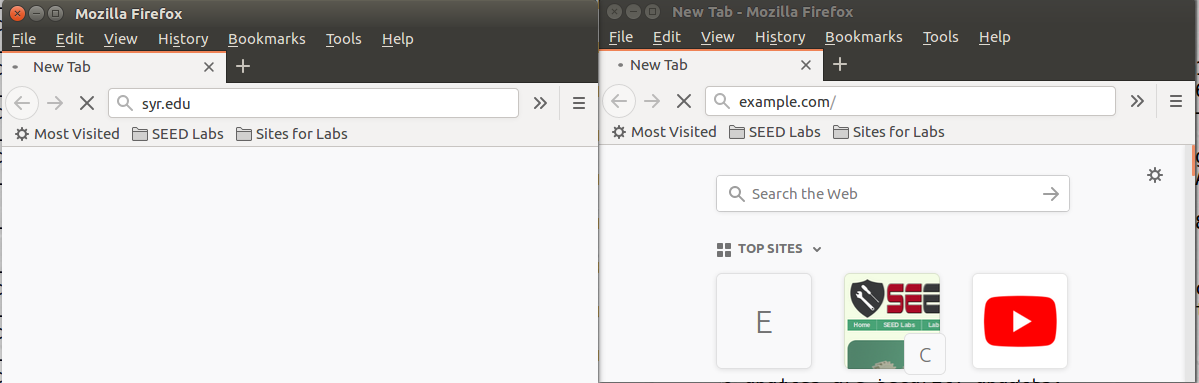 Mozilla Firefox
File Edit View History Bookmarks Tools Help
New Tab
syr.edu
Most Visited SEED Labs Sites for Labs
New Tab - Mozilla Firefox
File Edit View History Bookmarks Tools Help
New Tab
example.com/
Most Visited SEED Labs Sites for Labs
Search the Web
TOP SITES
E
SEE
Home SEED Labs Lab
C